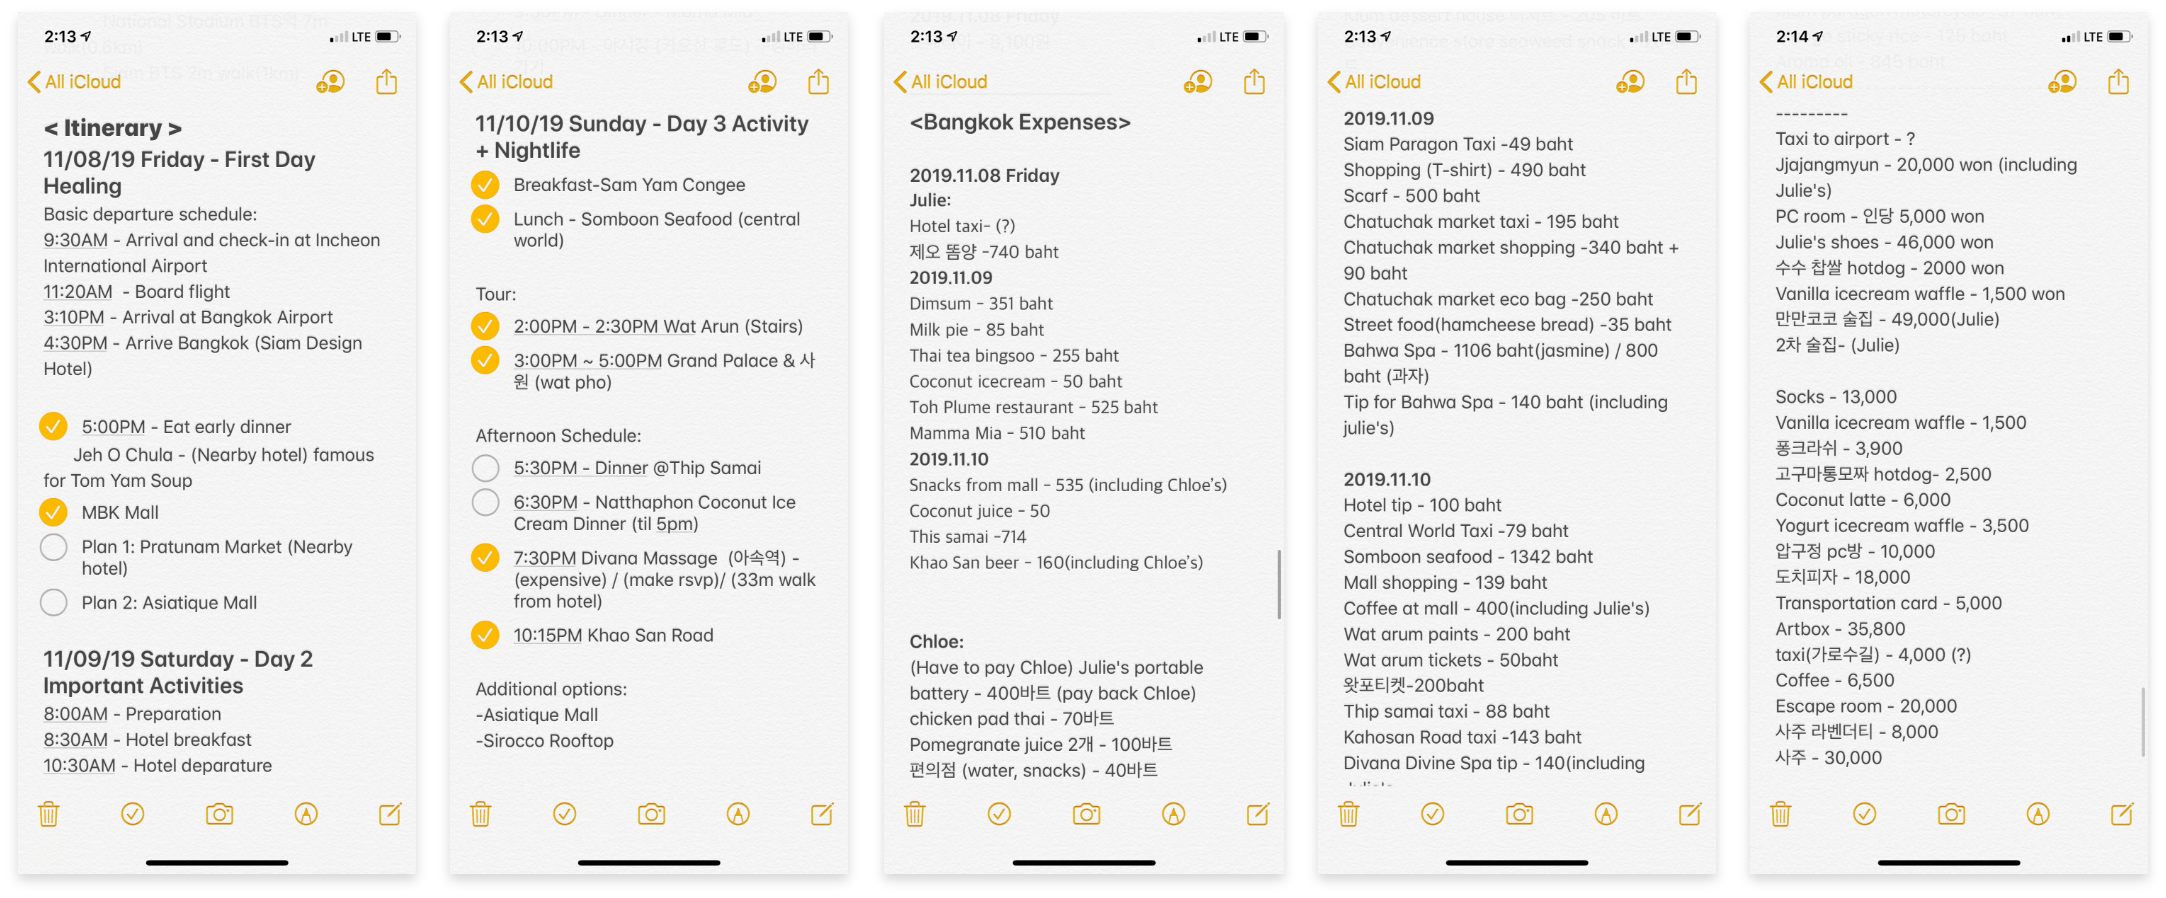 2:13
LTE
All iCloud
< Itinerary >
11/08/19 Friday - First Day
Healing
Basic departure schedule:
9:30AM - Arrival and check-in at Incheon
International Airport
11:20AM  - Board flight
3:10PM - Arrival at Bangkok Airport
4:30PM - Arrive Bangkok (Siam Design
Hotel)
5:00PM - Eat early dinner
Jeh O Chula - (Nearby hotel) famous
for Tom Yam Soup
MBK Mall
Plan 1: Pratunam Market (Nearby
hotel)
Plan 2: Asiatique Mall
11/09/19 Saturday - Day 2
Important Activities
8:00AM - Preparation
8:30AM - Hotel breakfast
10:30AM - Hotel deparature
2:13
LTE
All iCloud
11/10/19 Sunday - Day 3 Activity
+ Nightlife
Breakfast-Sam Yam Congee
Lunch - Somboon Seafood (central
world)
Tour:
2:00PM - 2:30PM Wat Arun (Stairs)
3:00PM ~ 5:00PM Grand Palace & 사
원 (wat pho)
Afternoon Schedule:
5:30PM - Dinner @Thip Samai
6:30PM - Natthaphon Coconut Ice
Cream Dinner (til 5pm)
7:30PM Divana Massage  (아속역) -
(expensive) / (make rsvp)/ (33m walk
from hotel)
10:15PM Khao San Road
Additional options:
-Asiatique Mall
-Sirocco Rooftop
2:13
LTE
All iCloud
<Bangkok Expenses>
2019.11.08 Friday
Julie:
Hotel taxi- (?)
제오 똠양 -740 baht
2019.11.09
Dimsum - 351 baht
Milk pie - 85 baht
Thai tea bingsoo - 255 baht
Coconut icecream - 50 baht
Toh Plume restaurant - 525 baht
Mamma Mia - 510 baht
2019.11.10
Snacks from mall - 535 (including Chloe's)
Coconut juice - 50
This samai -714
Khao San beer - 160(including Chloe's)
Chloe:
(Have to pay Chloe) Julie's portable
battery - 400바트 (pay back Chloe)
chicken pad thai - 70바트
Pomegranate juice 2개 - 100바트
편의점 (water, snacks) - 40바트
2:13
LTE
All iCloud
2019.11.09
Siam Paragon Taxi -49 baht
Shopping (T-shirt) - 490 baht
Scarf - 500 baht
Chatuchak market taxi - 195 baht
Chatuchak market shopping -340 baht +
90 baht
Chatuchak market eco bag -250 baht
Street food(hamcheese bread) -35 baht
Bahwa Spa - 1106 baht(jasmine) / 800
baht (과자)
Tip for Bahwa Spa - 140 baht (including
julie's)
2019.11.10
Hotel tip - 100 baht
Central World Taxi -79 baht
Somboon seafood - 1342 baht
Mall shopping - 139 baht
Coffee at mall - 400(including Julie's)
Wat arum paints - 200 baht
Wat arum tickets - 50baht
왓포티켓-200baht
Thip samai taxi - 88 baht
Kahosan Road taxi -143 baht
Divana Divine Spa tip - 140(including
2:14
LTE
All iCloud
---------
Taxi to airport - ?
Jjajangmyun - 20,000 won (including
Julie's)
PC room - 인당 5,000 won
Julie's shoes - 46,000 won
수수 찹쌀 hotdog - 2000 won
Vanilla icecream waffle - 1,500 won
만만코코 술집 - 49,000(Julie)
2차 술집- (Julie)
Socks - 13,000
Vanilla icecream waffle - 1,500
퐁크라쉬 - 3,900
고구마통모짜 hotdog- 2,500
Coconut latte - 6,000
Yogurt icecream waffle - 3,500
압구정 pc방 - 10,000
도치피자 - 18,000
Transportation card - 5,000
Artbox - 35,800
taxi(가로수길) - 4,000 (?)
Coffee - 6,500
Escape room - 20,000
사주 라벤더티 - 8,000
사주 - 30,000